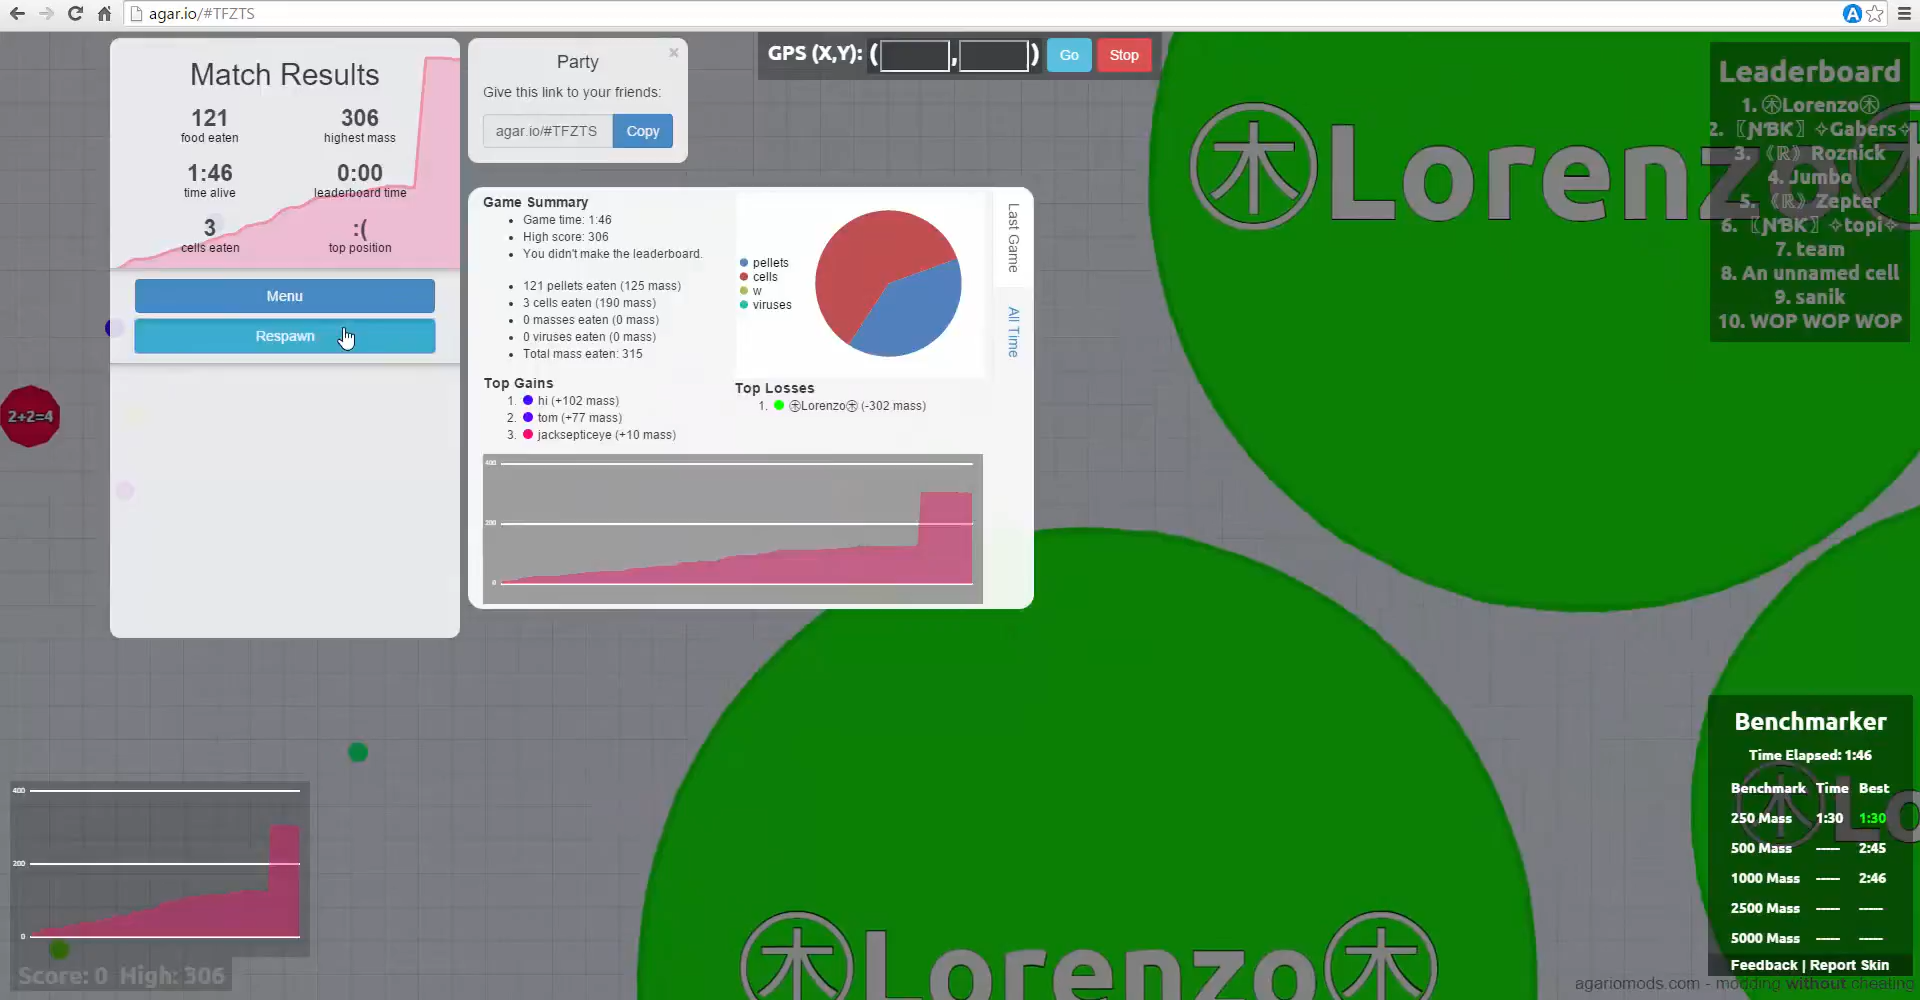 agar.io/#TFZTS
Match Results
121
food eaten
306
highest mass
1:46
time alive
0:00
leaderboard time
3
cells eaten
:(
top position
Menu
Respawn
Party
×
Give this link to your friends:
agar.io/#TFZTS
Copy
GPS (X,Y): ( , )
Go
Stop
Game Summary
Game time: 1:46
High score: 306
You didn't make the leaderboard.
121 pellets eaten (125 mass)
3 cells eaten (190 mass)
0 masses eaten (0 mass)
0 viruses eaten (0 mass)
Total mass eaten: 315
pellets
cells
w
viruses
Last Game
All Time
Top Gains
1. hi (+102 mass)
2. tom (+77 mass)
3. jacksepticeye (+10 mass)
Top Losses
1. ㊍Lorenzo㊍ (-302 mass)
400
200
0
2+2=4
㊍Lorenzo㊍
㊍Lorenzo㊍
㊍Lo
Leaderboard
1. ㊍Lorenzo㊍
2. 〖ƝƁK〗✧Gabers✧
3. 《ℝ》 Roznick
4. Jumbo
5. 《ℝ》 Zepter
6. 〖ƝƁK〗✧topi✧
7. team
8. An unnamed cell
9. sanik
10. WOP WOP WOP
Benchmarker
Time Elapsed: 1:46
Benchmark Time Best
250 Mass 1:30 1:30
500 Mass ----- 2:45
1000 Mass ----- 2:46
2500 Mass ----- -----
5000 Mass ----- -----
Feedback | Report Skin
400
200
0
Score: 0 High: 306
agariomods.com - modding without cheating